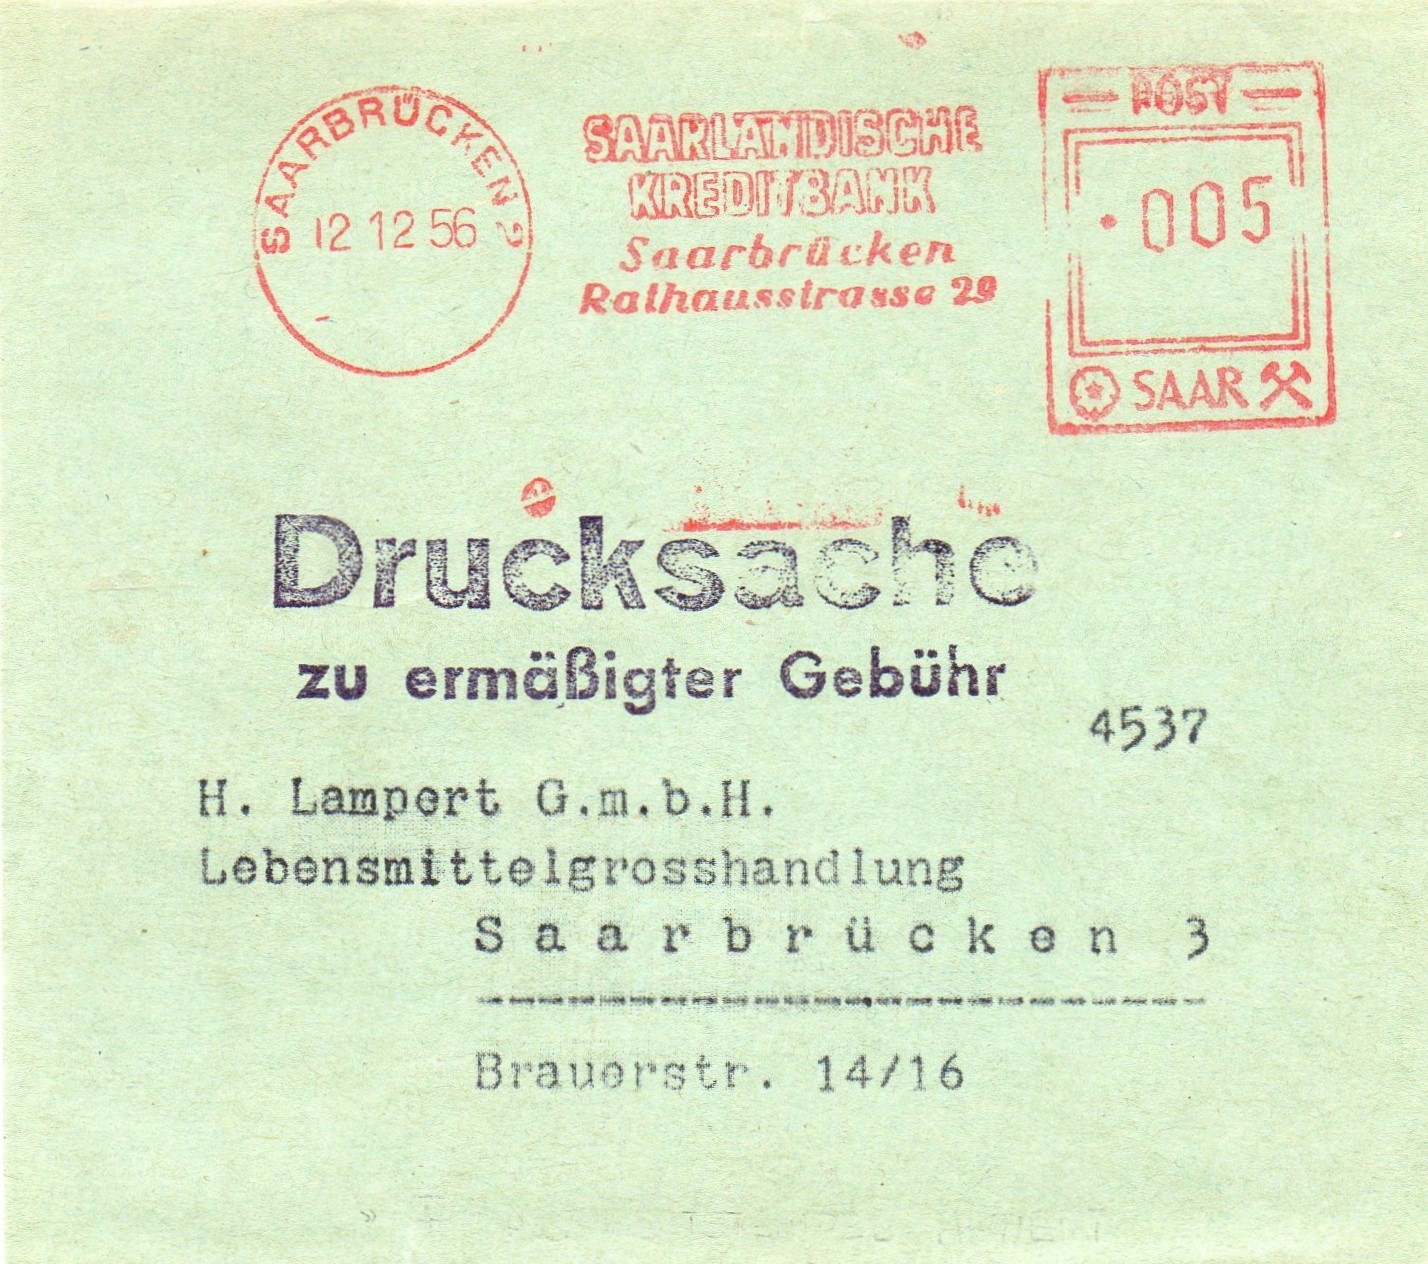 SAARBRÜCKEN 2
12 12 56
SAARLÄNDISCHE
KREDITBANK
Saarbrücken
Rathausstrasse 29
POST
005
SAAR
Drucksache
zu ermäßigter Gebühr
4537
H. Lampert G.m.b.H.
Lebensmittelgrosshandlung
Saarbrücken 3
Brauerstr. 14/16